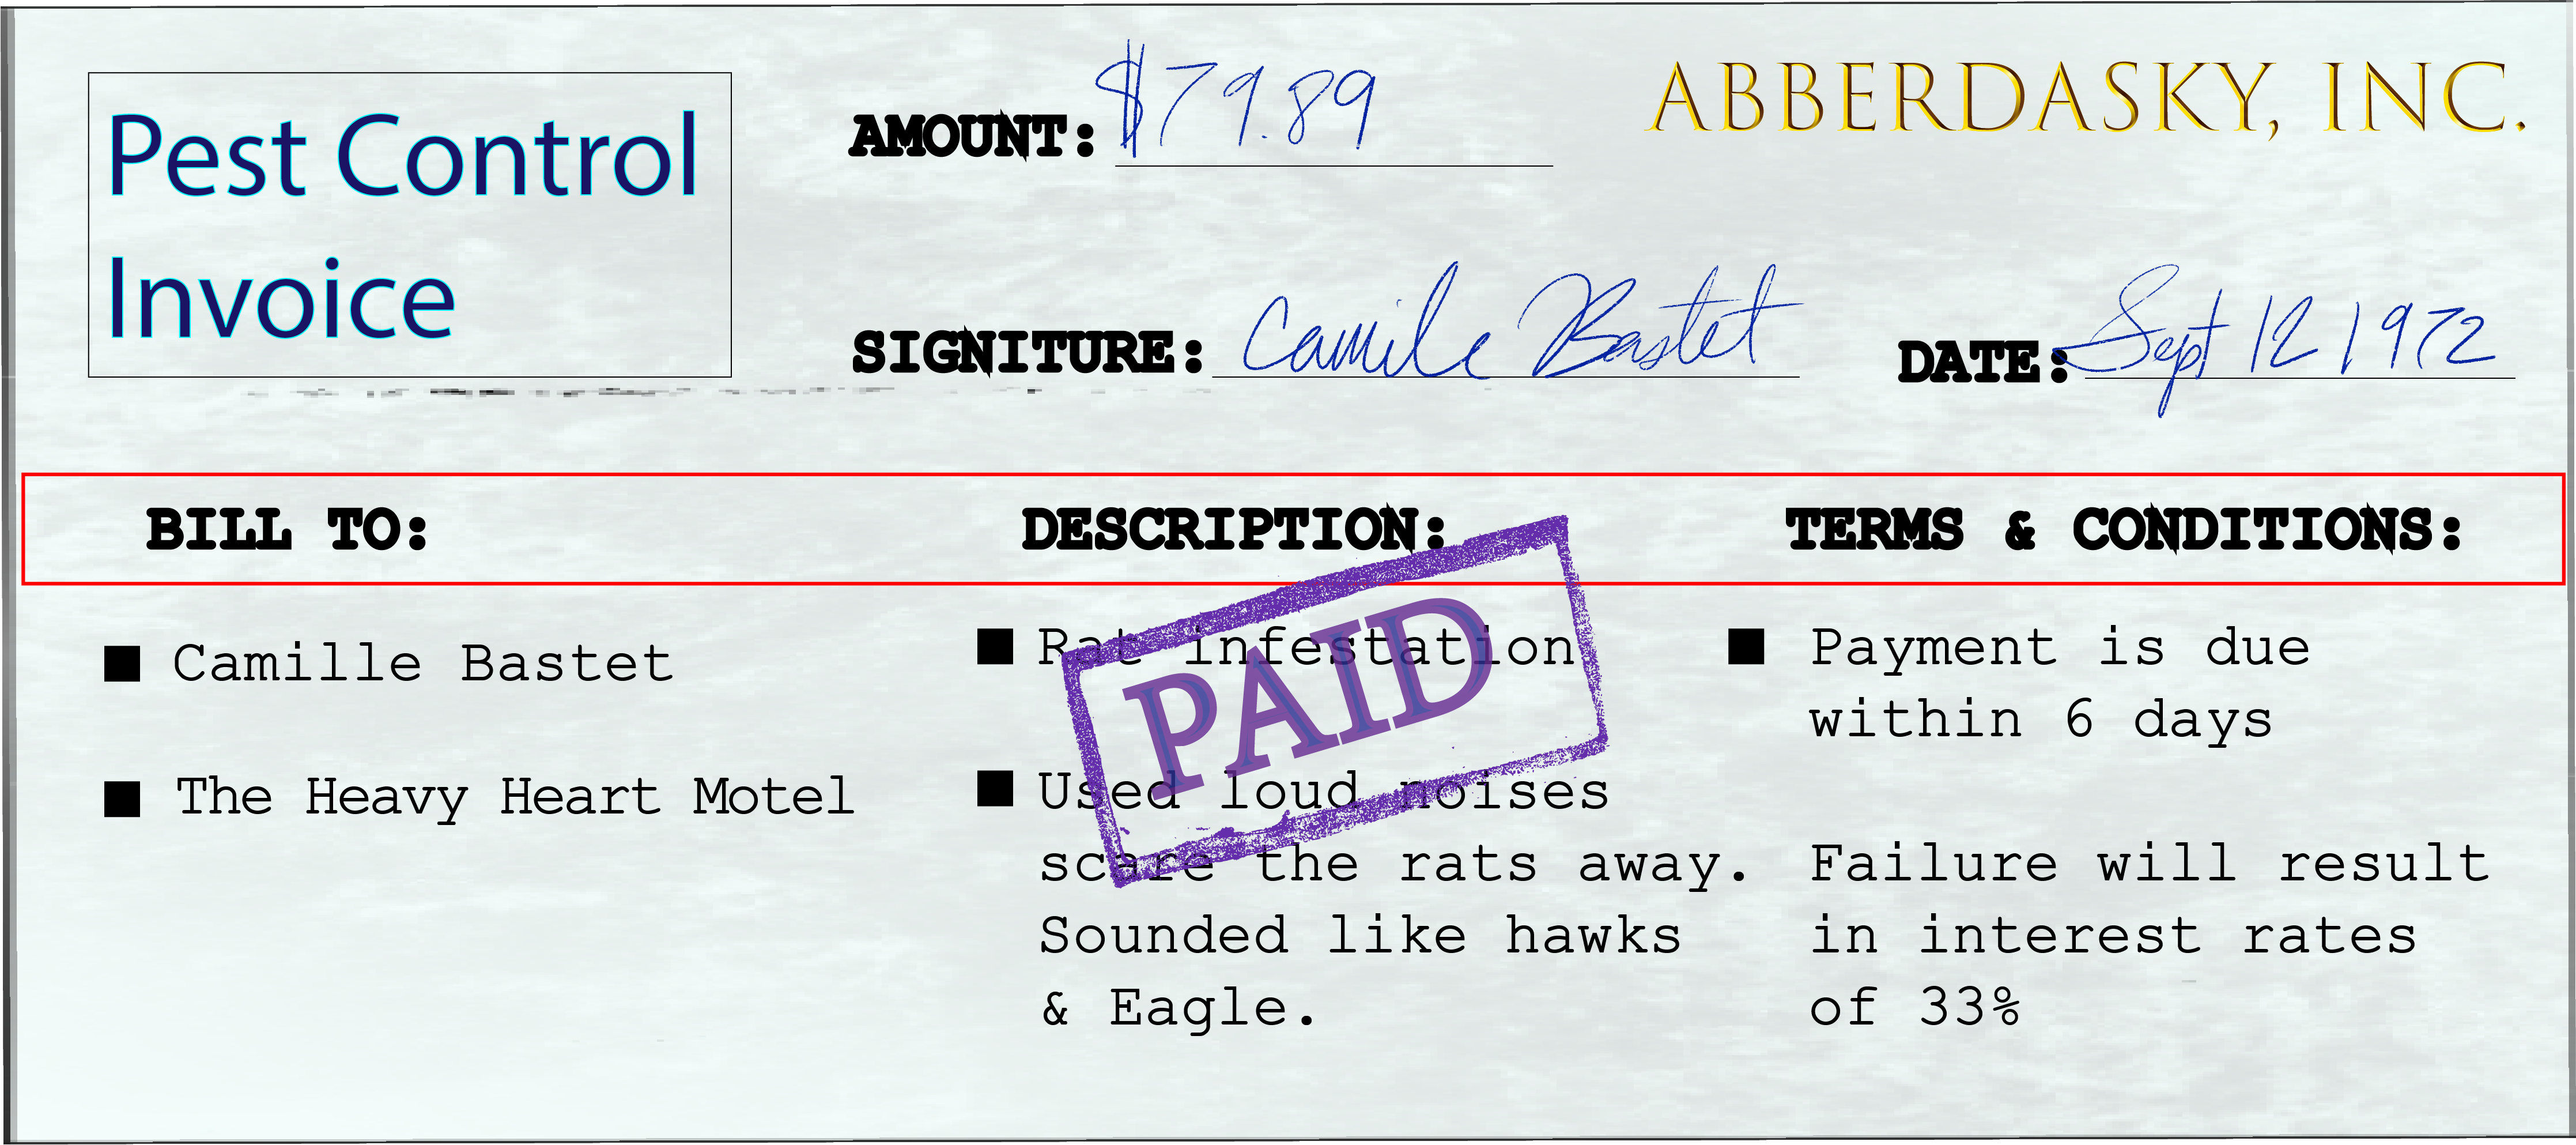 Pest Control
Invoice
AMOUNT: $79.89
ABBERDASKY, INC.
SIGNITURE: Camile Bastet
DATE: Sept 12 1972
BILL TO:
DESCRIPTION:
TERMS & CONDITIONS:
Camille Bastet
The Heavy Heart Motel
Rat infestation
Used loud noises
scare the rats away.
Sounded like hawks
& Eagle.
PAID
Payment is due
within 6 days
Failure will result
in interest rates
of 33%